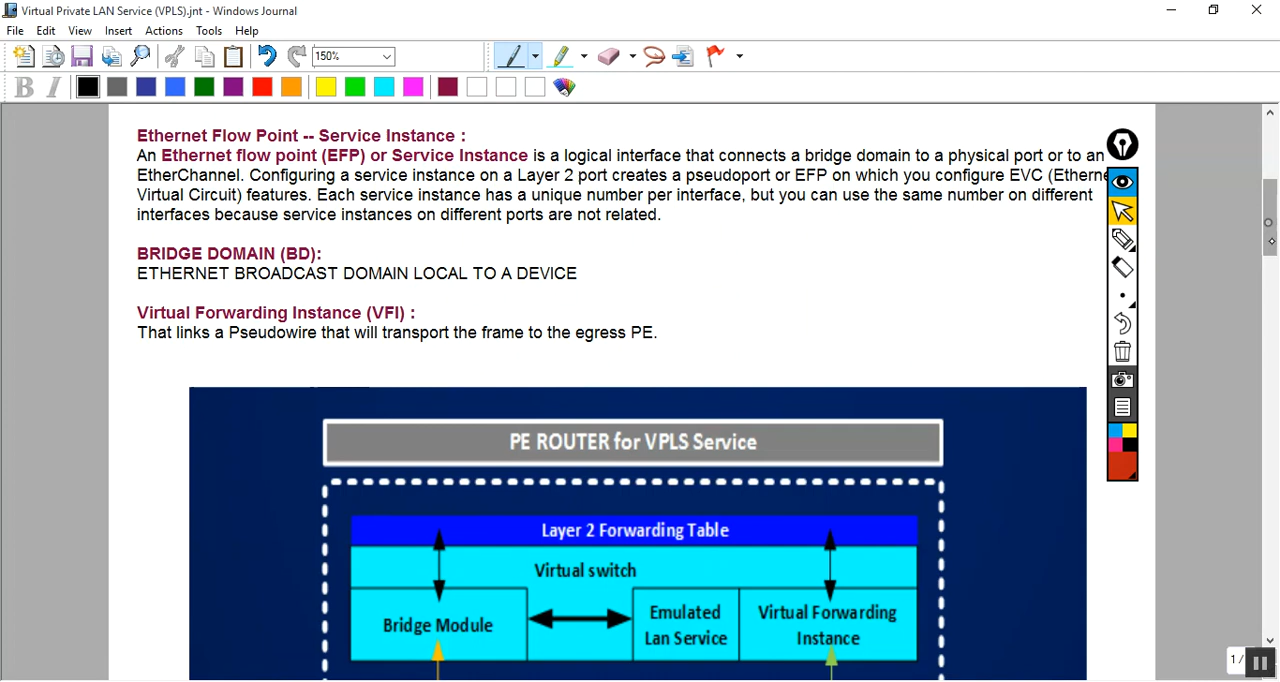 Virtual Private LAN Service (VPLS).jnt - Windows Journal
File Edit View Insert Actions Tools Help
150%
B I
Ethernet Flow Point -- Service Instance :
An Ethernet flow point (EFP) or Service Instance is a logical interface that connects a bridge domain to a physical port or to an
EtherChannel. Configuring a service instance on a Layer 2 port creates a pseudoport or EFP on which you configure EVC (Etherne
Virtual Circuit) features. Each service instance has a unique number per interface, but you can use the same number on different
interfaces because service instances on different ports are not related.
BRIDGE DOMAIN (BD):
ETHERNET BROADCAST DOMAIN LOCAL TO A DEVICE
Virtual Forwarding Instance (VFI) :
That links a Pseudowire that will transport the frame to the egress PE.
PE ROUTER for VPLS Service
Layer 2 Forwarding Table
Virtual switch
Bridge Module
Emulated
Lan Service
Virtual Forwarding
Instance
1 /